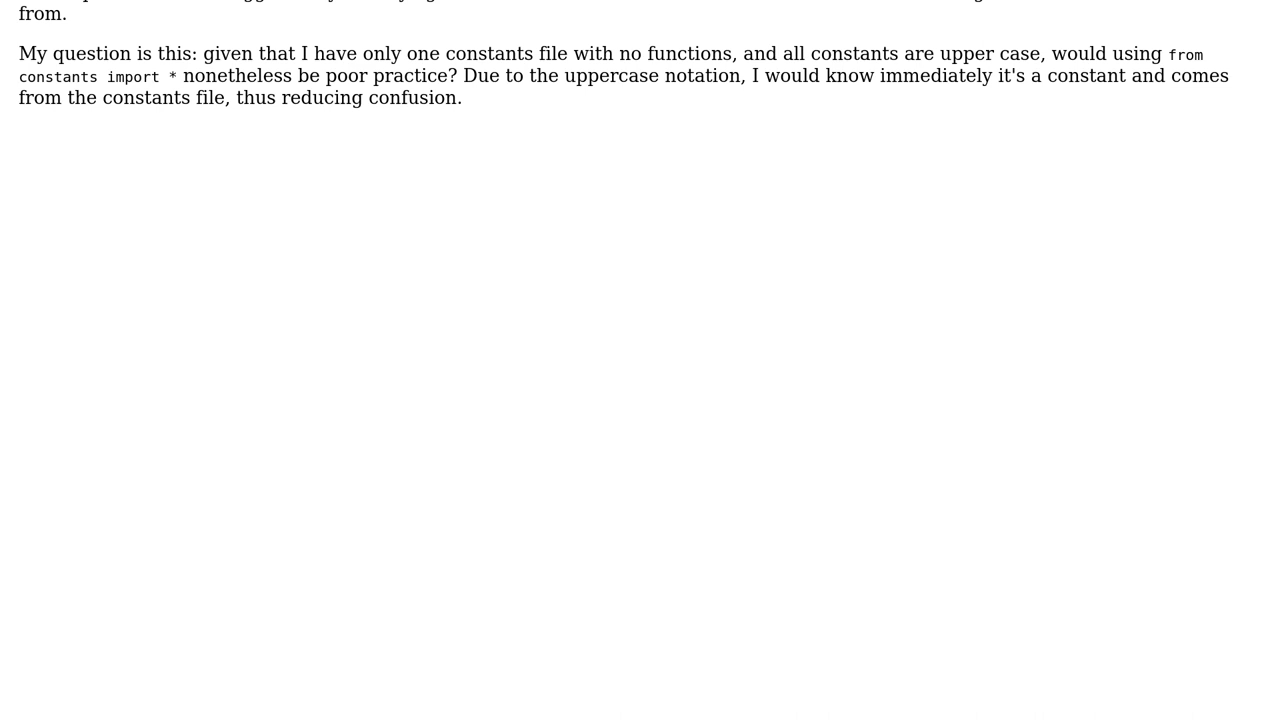 from.
My question is this: given that I have only one constants file with no functions, and all constants are upper case, would using from
constants import * nonetheless be poor practice? Due to the uppercase notation, I would know immediately it's a constant and comes
from the constants file, thus reducing confusion.